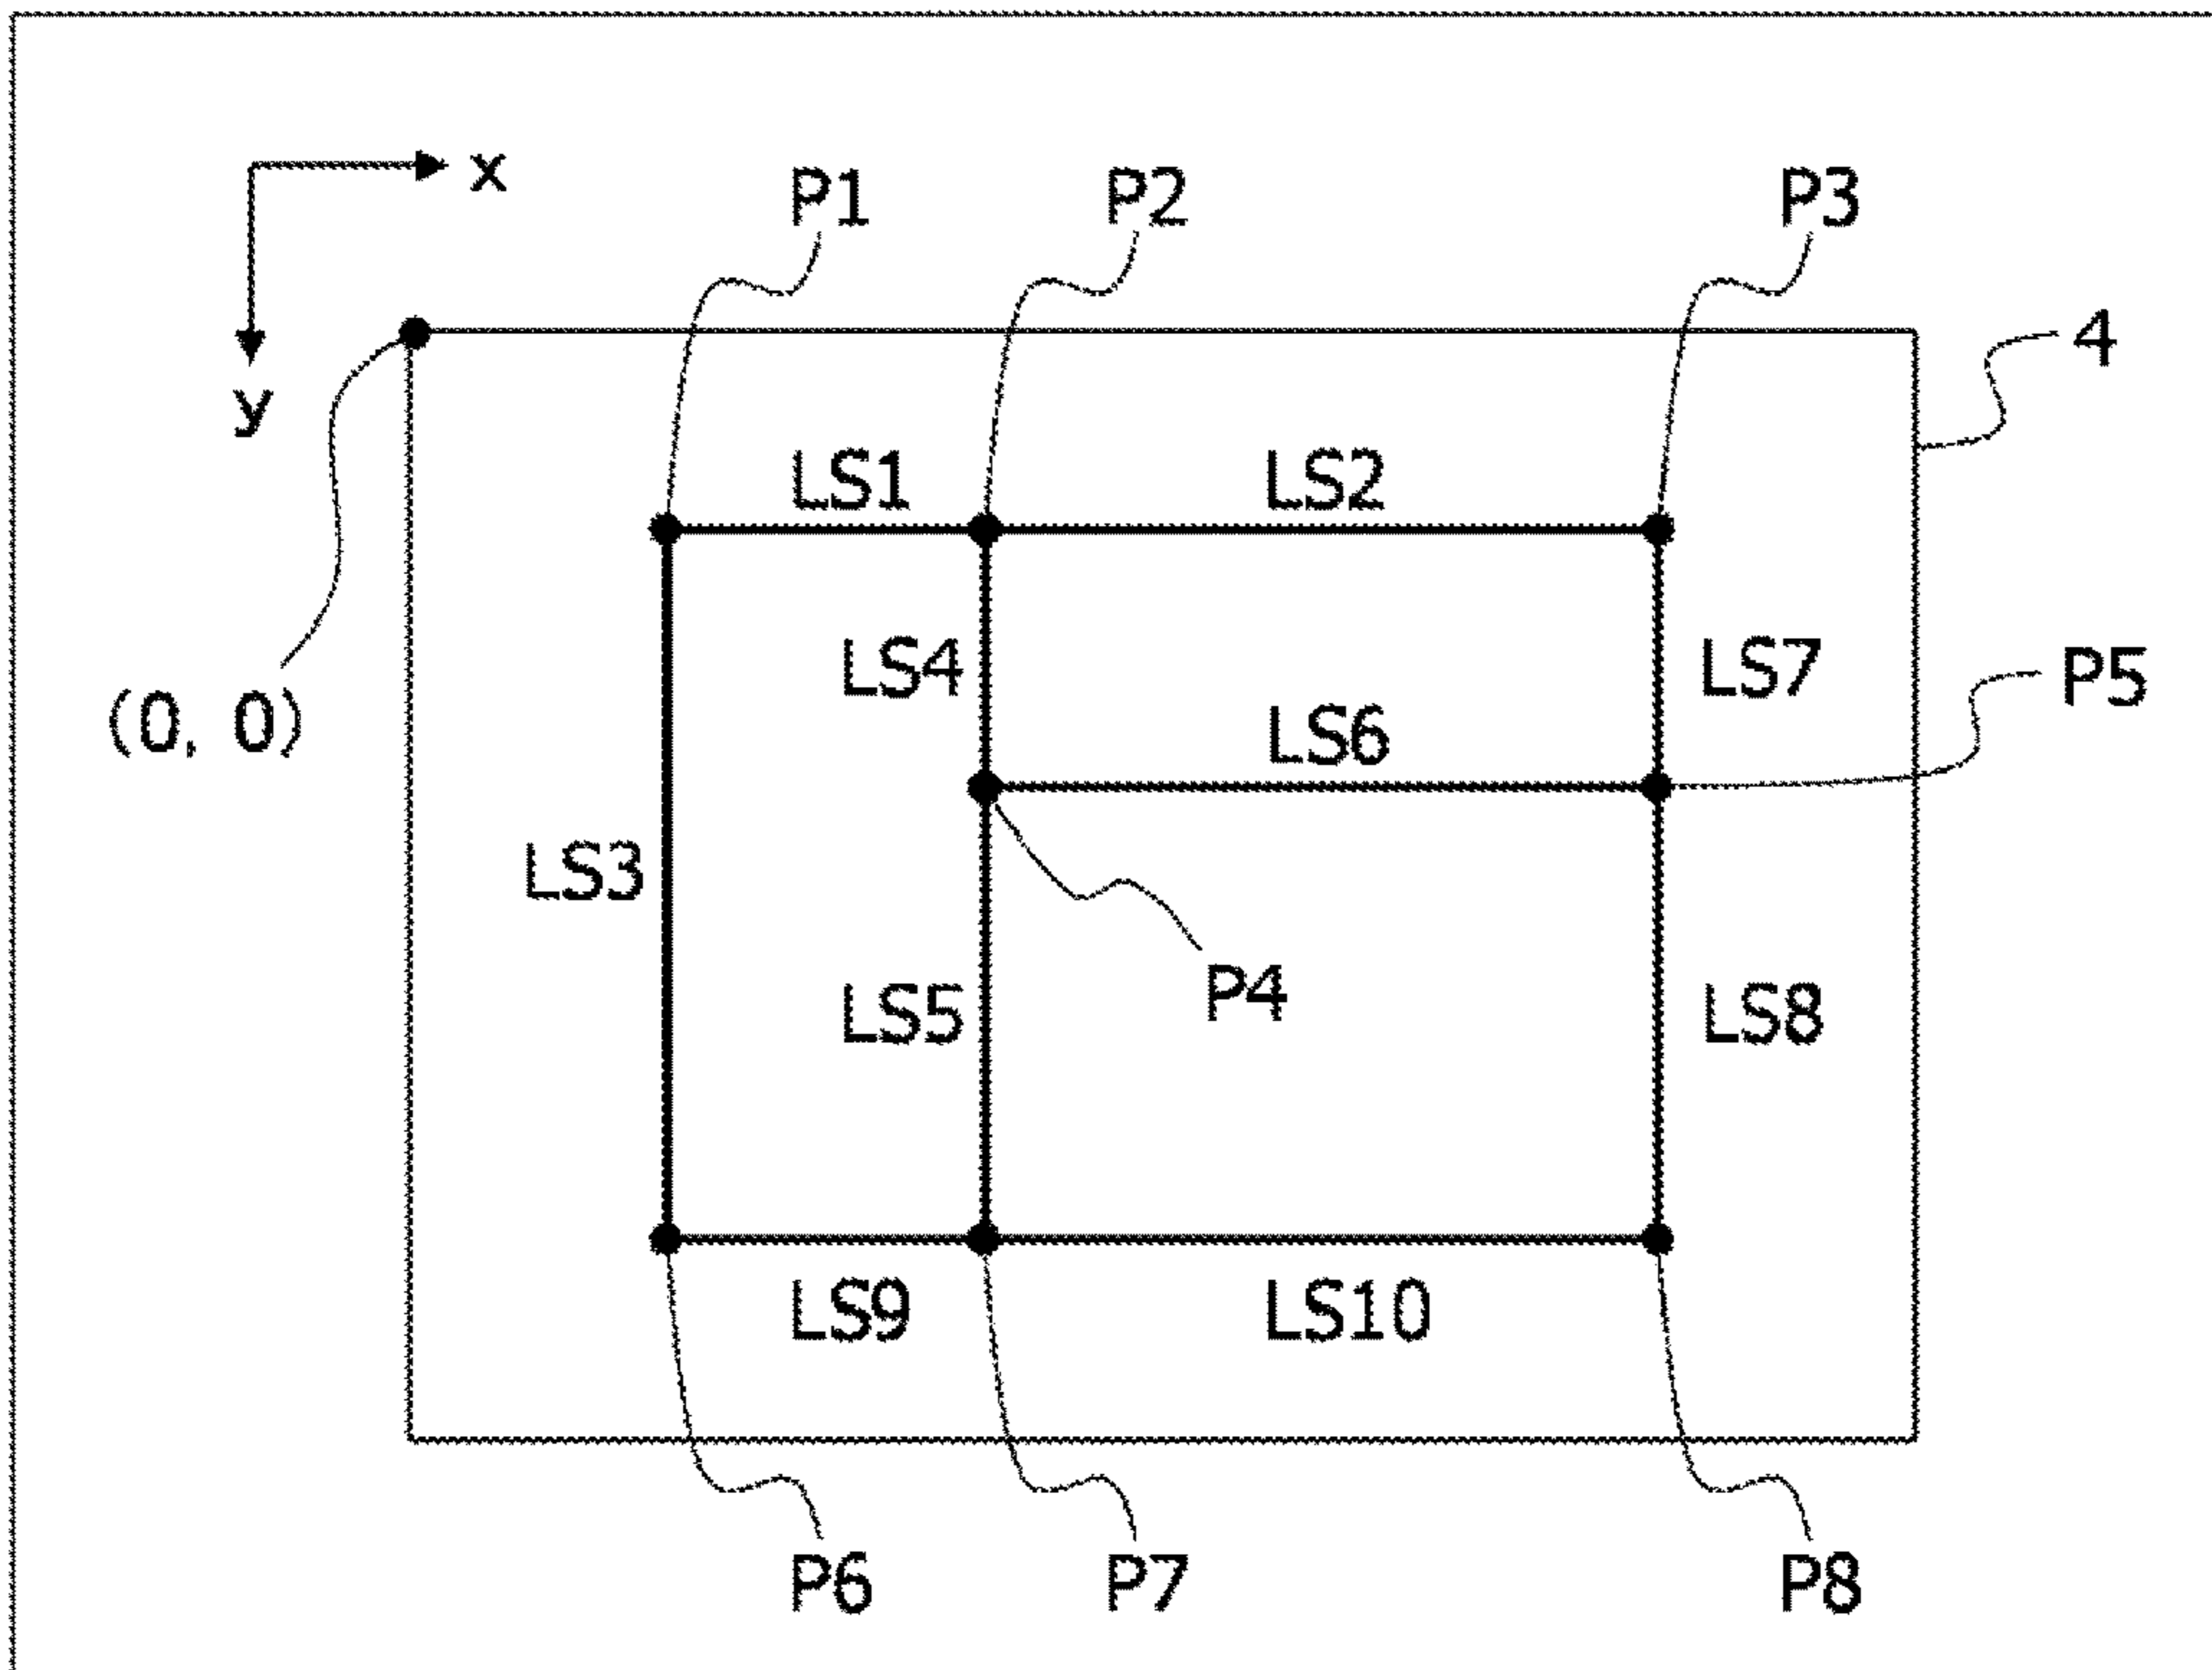 x
y
P1
P2
P3
4
LS1
LS2
LS4
LS7
P5
(0, 0)
LS6
LS3
P4
LS5
LS8
LS9
LS10
P6
P7
P8